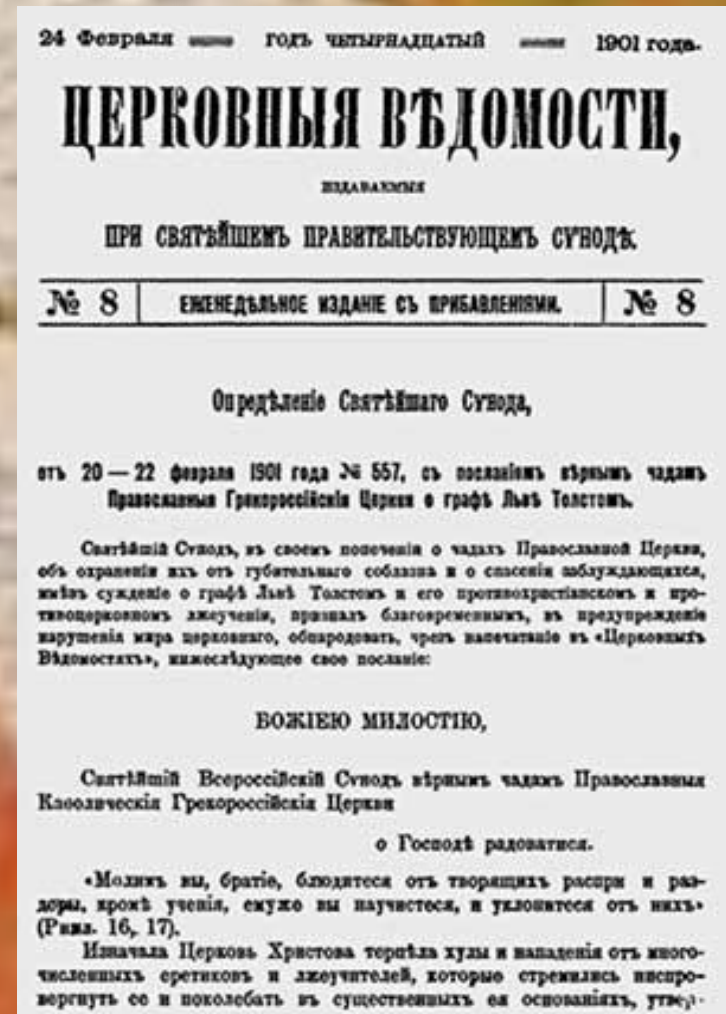 24 Февраля — ГОДЪ ЧЕТЫРНАДЦАТЫЙ — 1901 года.
ЦЕРКОВНЫЯ ВѢДОМОСТИ,
ИЗДАВАЕМЫЯ
ПРИ СВЯТѢЙШЕМЪ ПРАВИТЕЛЬСТВУЮЩЕМЪ СѴНОДѢ.
№ 8 ЕЖЕНЕДѢЛЬНОЕ ИЗДАНІЕ СЪ ПРИБАВЛЕНІЯМИ. № 8
Опредѣленіе Святѣйшаго Сѵнода,
отъ 20 — 22 февраля 1901 года № 557, съ посланіемъ вѣрнымъ чадамъ
Православныя Грекороссійскія Церкви о графѣ Львѣ Толстомъ.
Святѣйшій Сѵнодъ, въ своемъ попеченіи о чадахъ Православной Церкви,
объ охраненіи ихъ отъ губительнаго соблазна и о спасеніи заблуждающихся,
имѣвъ сужденіе о графѣ Львѣ Толстомъ и его противохристіанскомъ и про-
тивоцерковномъ лжеученіи, призналъ благовременнымъ, въ предупрежденіе
нарушенія мира церковнаго, обнародовать, чрезъ напечатаніе въ «Церковныхъ
Вѣдомостяхъ», нижеслѣдующее свое посланіе:
БОЖІЕЮ МИЛОСТІЮ,
Святѣйшій Всероссійскій Сѵнодъ вѣрнымъ чадамъ Православныя
Каѳолическія Грекороссійскія Церкви
о Господѣ радоватися.
«Молимъ вы, братіе, блюдитеся отъ творящихъ распри и раз-
доры, кромѣ ученія, емуже вы научистеся, и уклонитеся отъ нихъ»
(Римл. 16, 17).
Изначала Церковь Христова терпѣла хулы и нападенія отъ много-
численныхъ еретиковъ и лжеучителей, которые стремились ниспро-
вергнуть ее и поколебать въ существенныхъ ея основаніяхъ, утвер-